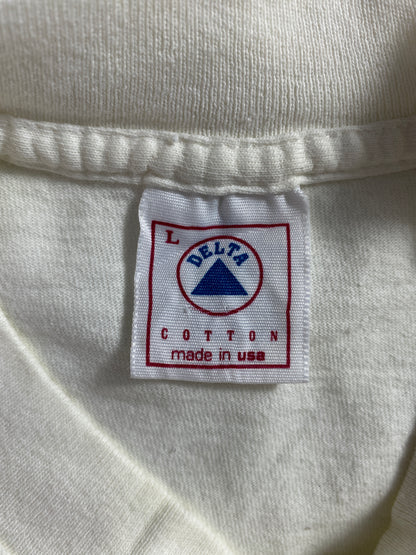 L
DELTA
COTTON
made in usa